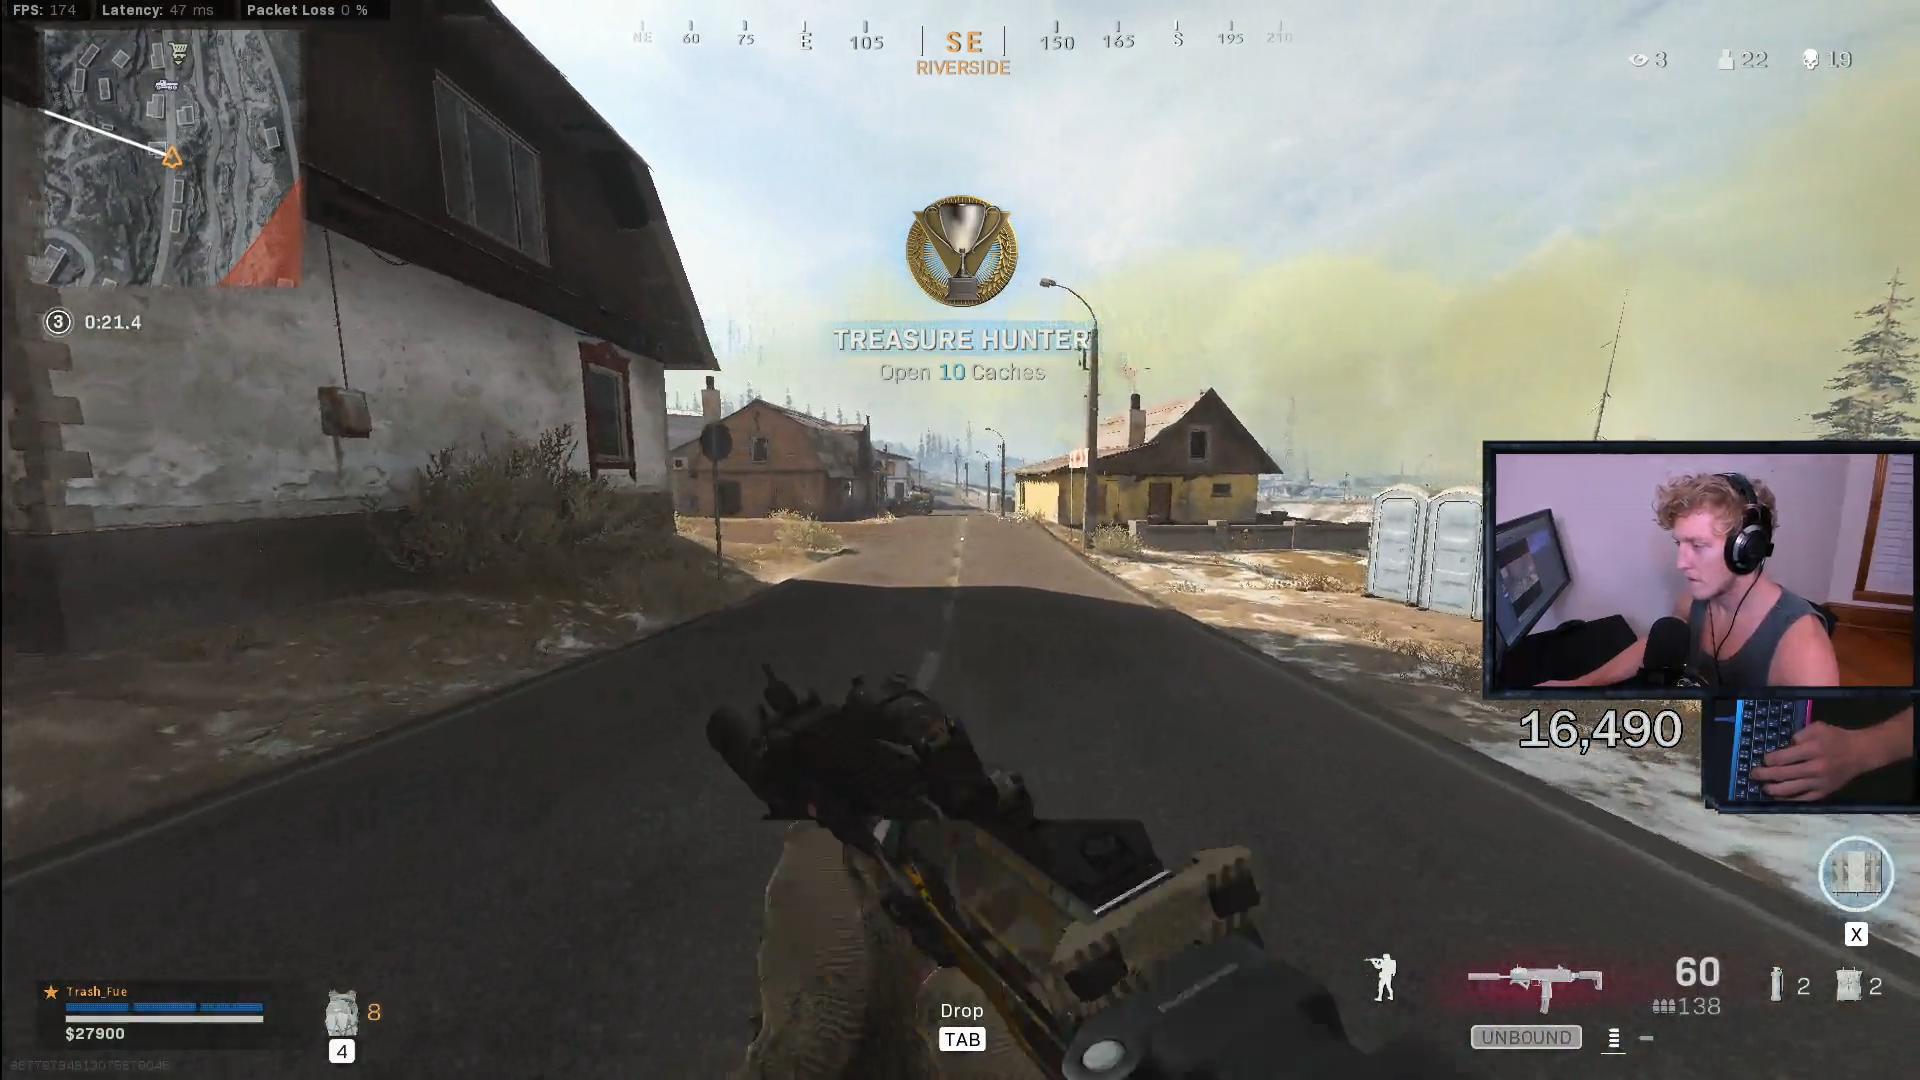 FPS: 174 Latency: 47 ms Packet Loss 0 %
NE 60 75 E 105 SE 150 165 S 195 210
RIVERSIDE
3 22 19
3 0:21.4
TREASURE HUNTER
Open 10 Caches
16,490
X
Trash_Fue
$27900
8
4
Drop
TAB
60
138
2 2
UNBOUND